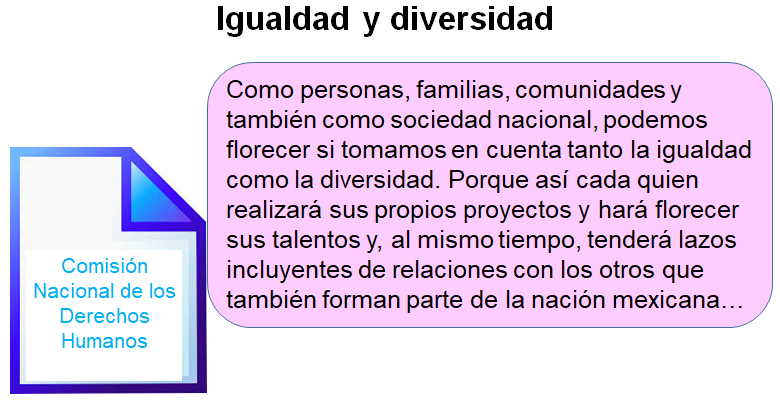 Igualdad y diversidad
Como personas, familias, comunidades y
también como sociedad nacional, podemos
florecer si tomamos en cuenta tanto la igualdad
como la diversidad. Porque así cada quien
realizará sus propios proyectos y hará florecer
sus talentos y, al mismo tiempo, tenderá lazos
incluyentes de relaciones con los otros que
también forman parte de la nación mexicana…
Comisión
Nacional de los
Derechos
Humanos